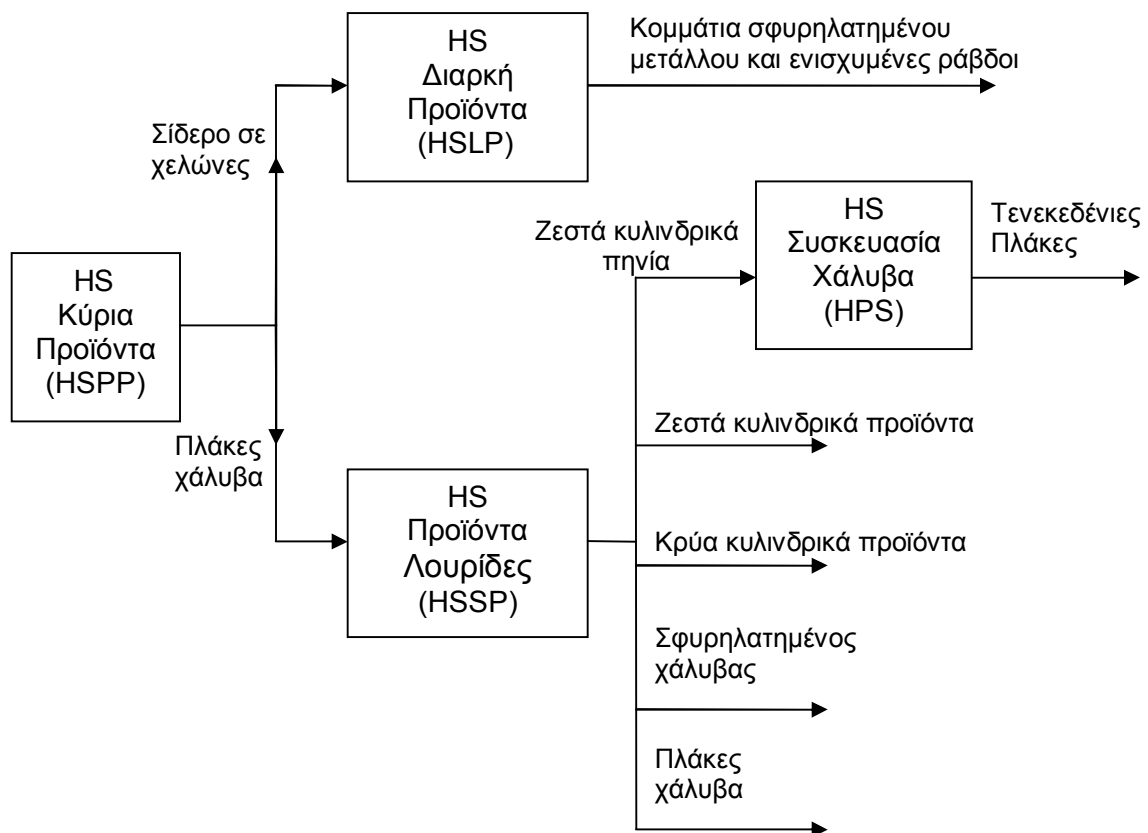 HS
Διαρκή
Προϊόντα
(HSLP)
Κομμάτια σφυρηλατημένου
μετάλλου και ενισχυμένες ράβδοι
Σίδερο σε
χελώνες
HS
Κύρια
Προϊόντα
(HSPP)
Ζεστά κυλινδρικά
πηνία
HS
Συσκευασία
Χάλυβα
(HPS)
Τενεκεδένιες
Πλάκες
Πλάκες
χάλυβα
HS
Προϊόντα
Λουρίδες
(HSSP)
Ζεστά κυλινδρικά προϊόντα
Κρύα κυλινδρικά προϊόντα
Σφυρηλατημένος
χάλυβας
Πλάκες
χάλυβα